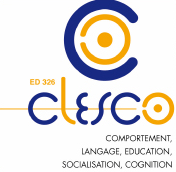 ED 326
CLESCO
COMPORTEMENT,
LANGAGE, EDUCATION,
SOCIALISATION, COGNITION